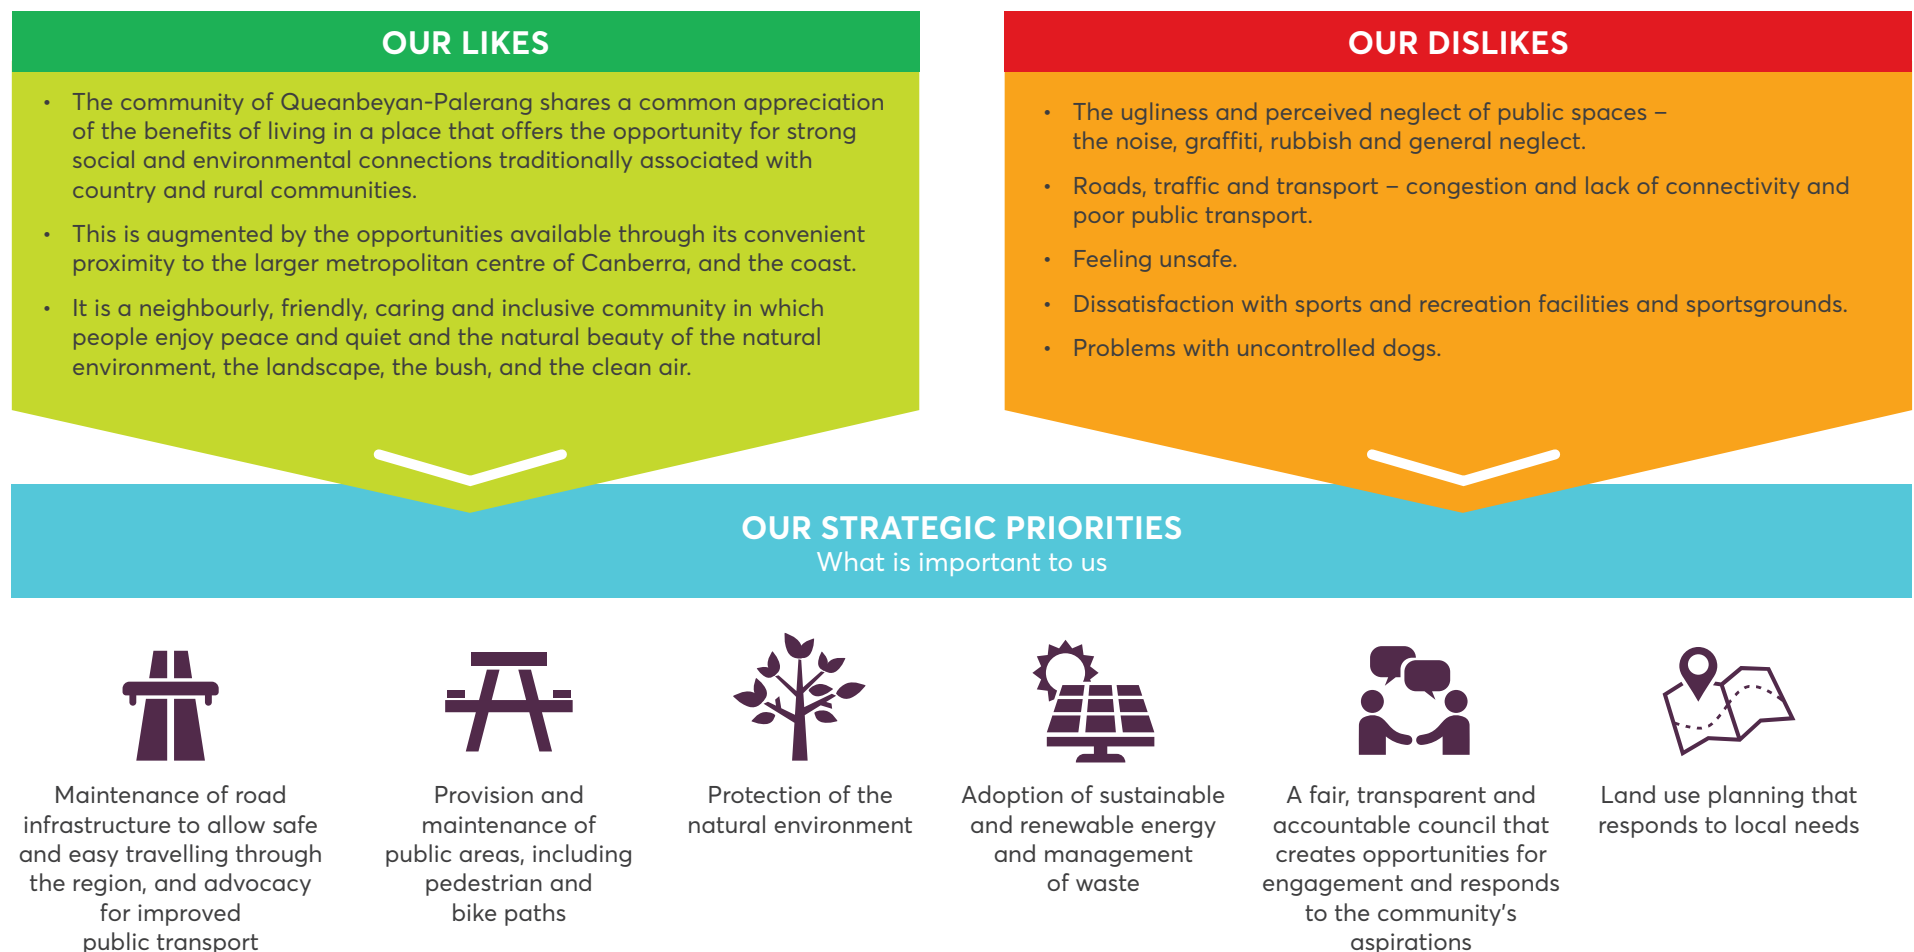 OUR LIKES
• The community of Queanbeyan-Palerang shares a common appreciation
of the benefits of living in a place that offers the opportunity for strong
social and environmental connections traditionally associated with
country and rural communities.
• This is augmented by the opportunities available through its convenient
proximity to the larger metropolitan centre of Canberra, and the coast.
• It is a neighbourly, friendly, caring and inclusive community in which
people enjoy peace and quiet and the natural beauty of the natural
environment, the landscape, the bush, and the clean air.
OUR DISLIKES
• The ugliness and perceived neglect of public spaces –
the noise, graffiti, rubbish and general neglect.
• Roads, traffic and transport – congestion and lack of connectivity and
poor public transport.
• Feeling unsafe.
• Dissatisfaction with sports and recreation facilities and sportsgrounds.
• Problems with uncontrolled dogs.
OUR STRATEGIC PRIORITIES
What is important to us
Maintenance of road
infrastructure to allow safe
and easy travelling through
the region, and advocacy
for improved
public transport
Provision and
maintenance of
public areas, including
pedestrian and
bike paths
Protection of the
natural environment
Adoption of sustainable
and renewable energy
and management
of waste
A fair, transparent and
accountable council that
creates opportunities for
engagement and responds
to the community's
aspirations
Land use planning that
responds to local needs